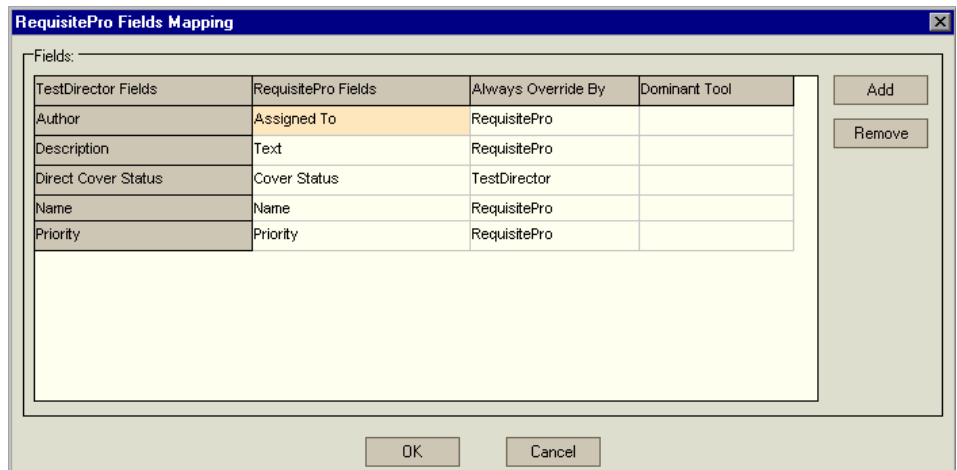 RequisitePro Fields Mapping
Fields:
TestDirector Fields RequisitePro Fields Always Override By Dominant Tool
Add
Author Assigned To RequisitePro
Remove
Description Text RequisitePro
Direct Cover Status Cover Status TestDirector
Name Name RequisitePro
Priority Priority RequisitePro
OK Cancel